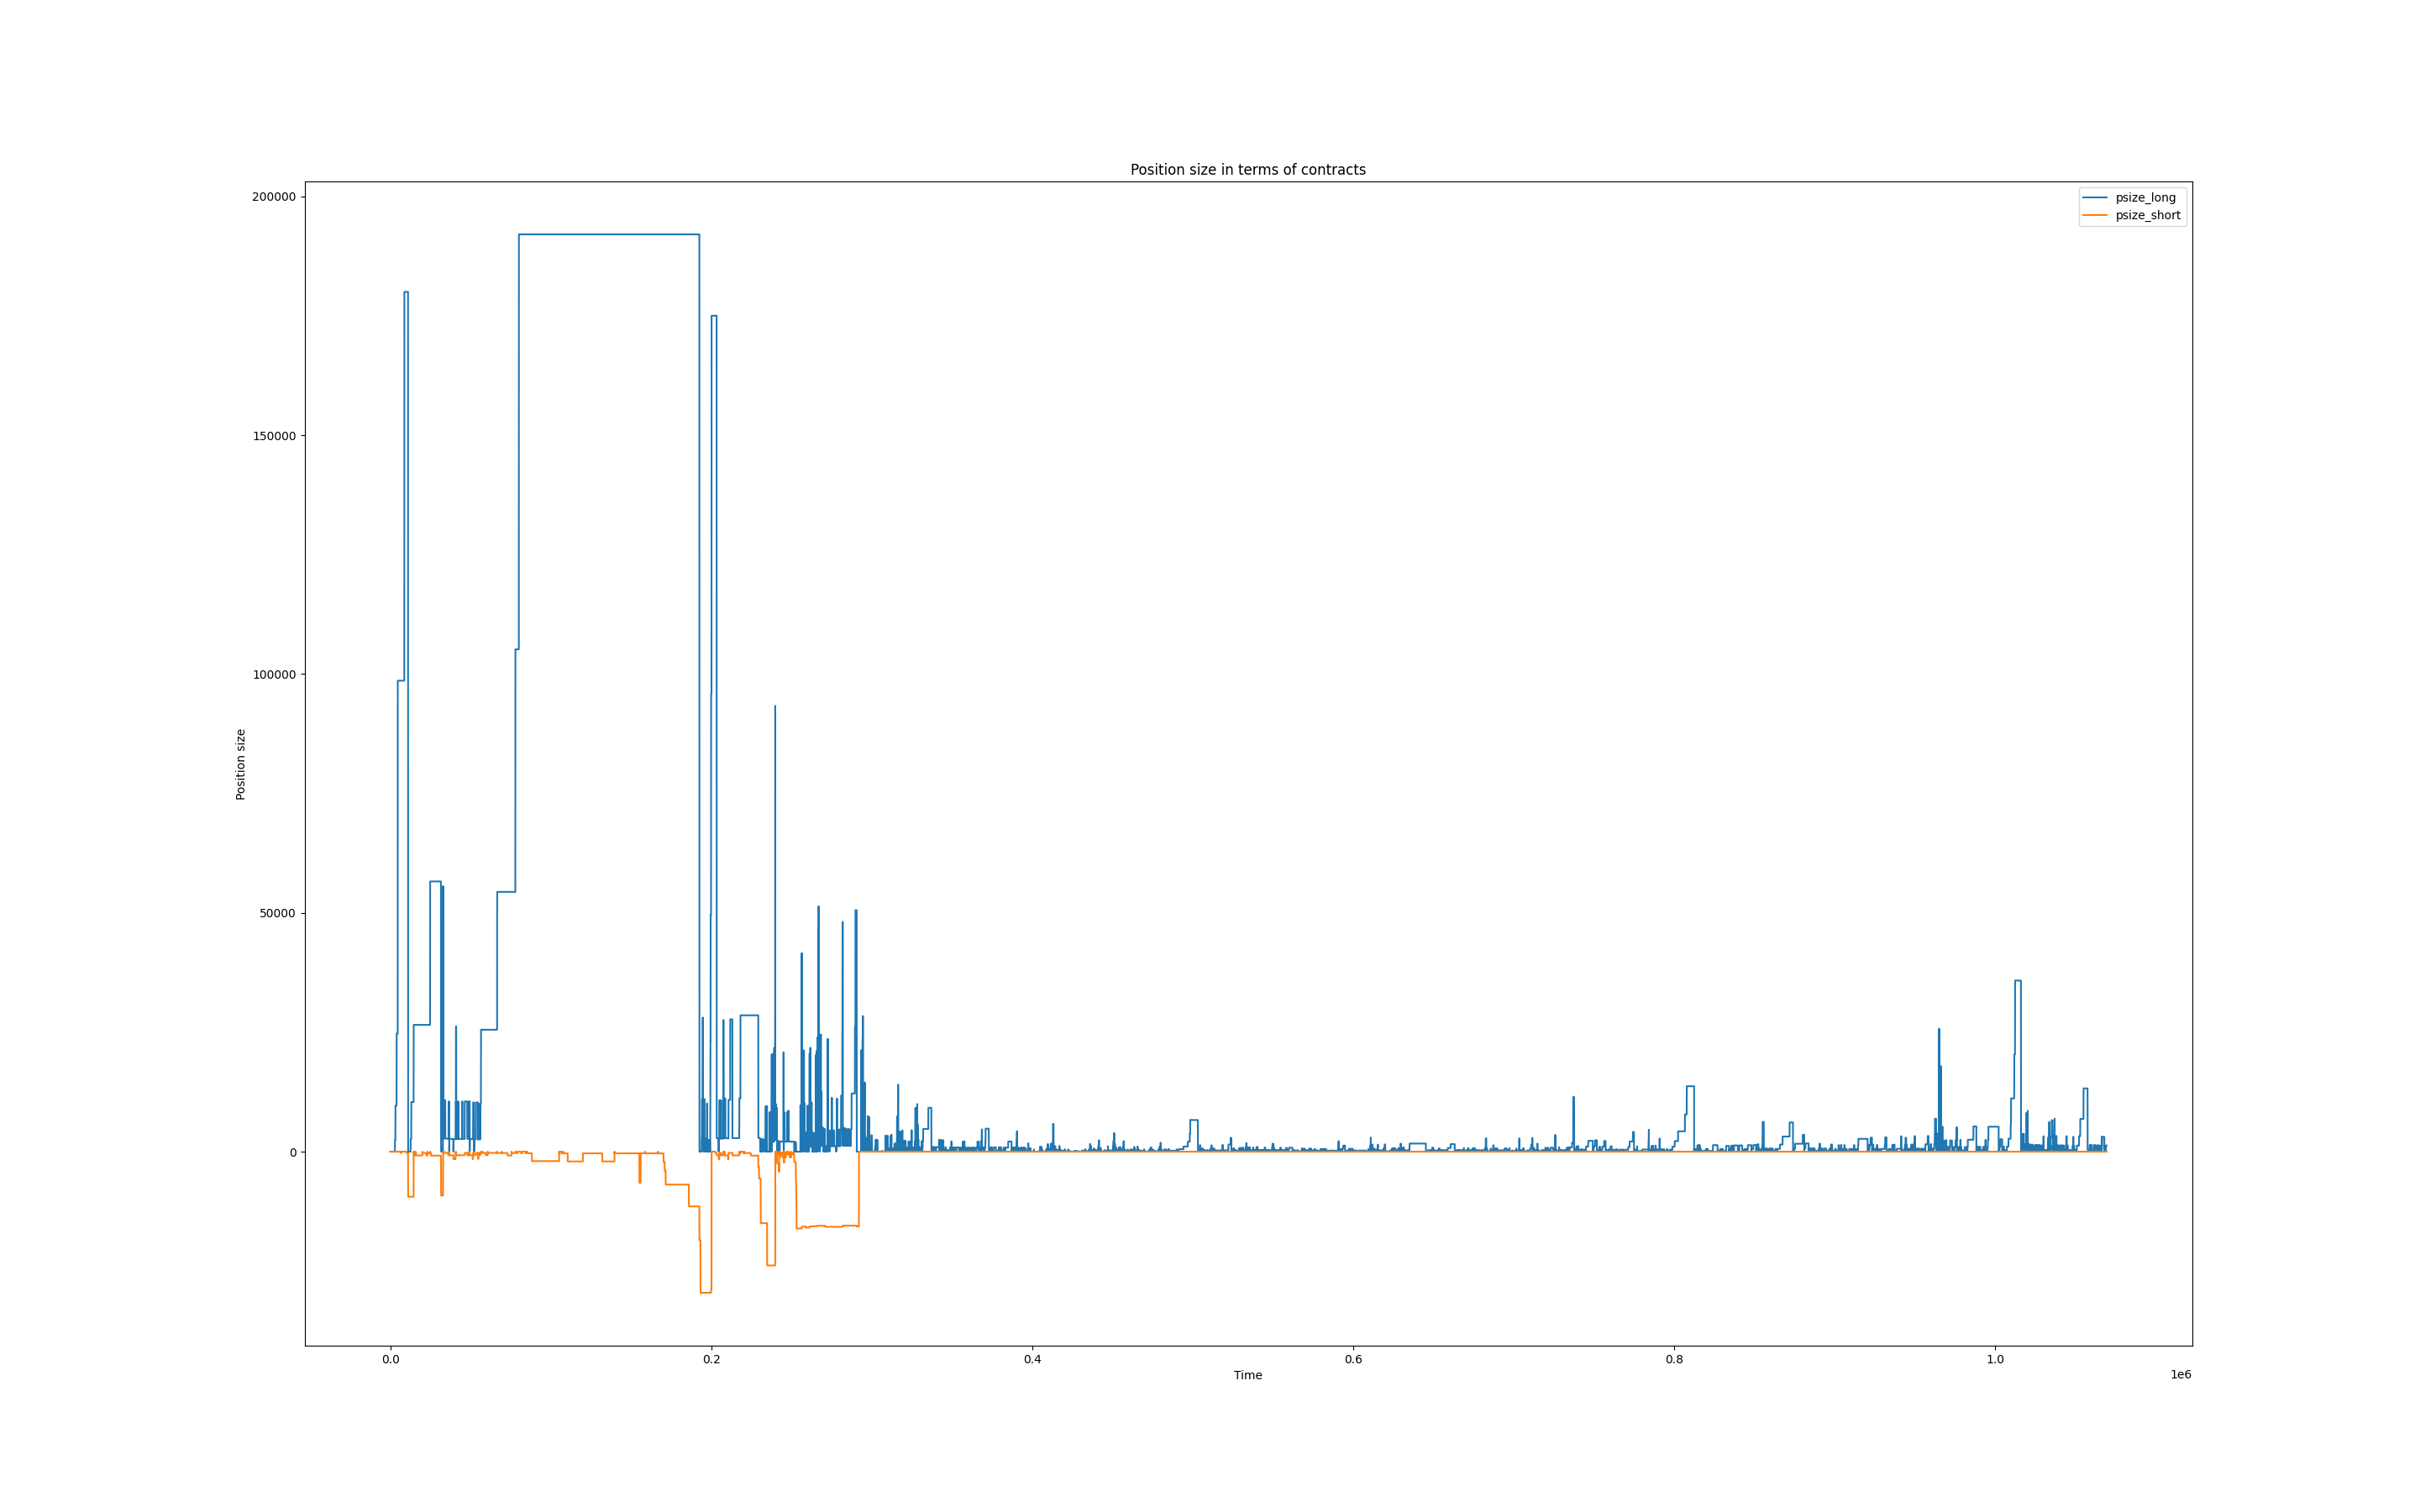 Position size in terms of contracts
psize_long
psize_short
200000
150000
100000
50000
0
Position size
0.0 0.2 0.4 0.6 0.8 1.0
Time
1e6